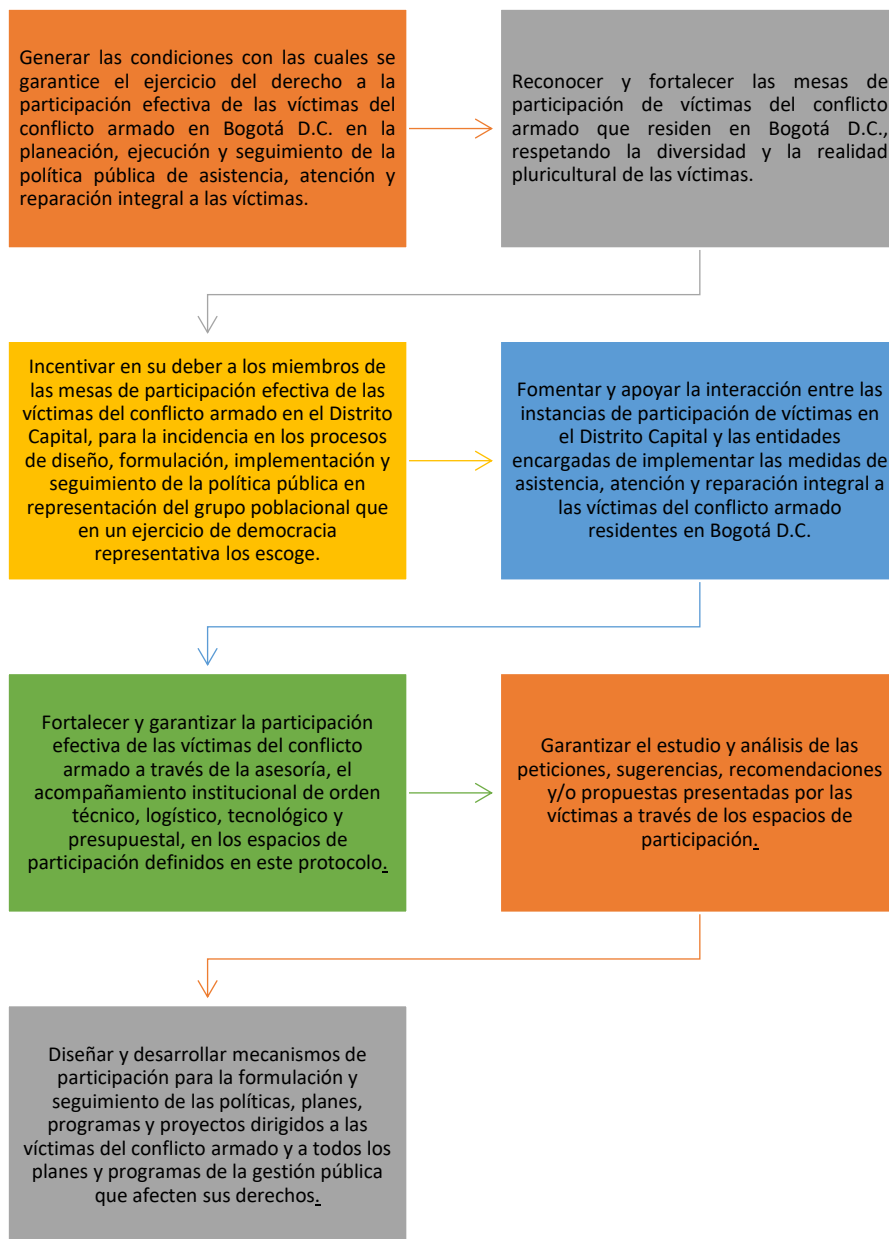 Generar las condiciones con las cuales se
garantice el ejercicio del derecho a la
participación efectiva de las víctimas del
conflicto armado en Bogotá D.C. en la
planeación, ejecución y seguimiento de la
política pública de asistencia, atención y
reparación integral a las víctimas.
Reconocer y fortalecer las mesas de
participación de víctimas del conflicto
armado que residen en Bogotá D.C.,
respetando la diversidad y la realidad
pluricultural de las víctimas.
Incentivar en su deber a los miembros de
las mesas de participación efectiva de las
víctimas del conflicto armado en el Distrito
Capital, para la incidencia en los procesos
de diseño, formulación, implementación y
seguimiento de la política pública en
representación del grupo poblacional que
en un ejercicio de democracia
representativa los escoge.
Fomentar y apoyar la interacción entre las
instancias de participación de víctimas en
el Distrito Capital y las entidades
encargadas de implementar las medidas de
asistencia, atención y reparación integral a
las víctimas del conflicto armado
residentes en Bogotá D.C.
Fortalecer y garantizar la participación
efectiva de las víctimas del conflicto
armado a través de la asesoría, el
acompañamiento institucional de orden
técnico, logístico, tecnológico y
presupuestal, en los espacios de
participación definidos en este protocolo.
Garantizar el estudio y análisis de las
peticiones, sugerencias, recomendaciones
y/o propuestas presentadas por las
víctimas a través de los espacios de
participación.
Diseñar y desarrollar mecanismos de
participación para la formulación y
seguimiento de las políticas, planes,
programas y proyectos dirigidos a las
víctimas del conflicto armado y a todos los
planes y programas de la gestión pública
que afecten sus derechos.